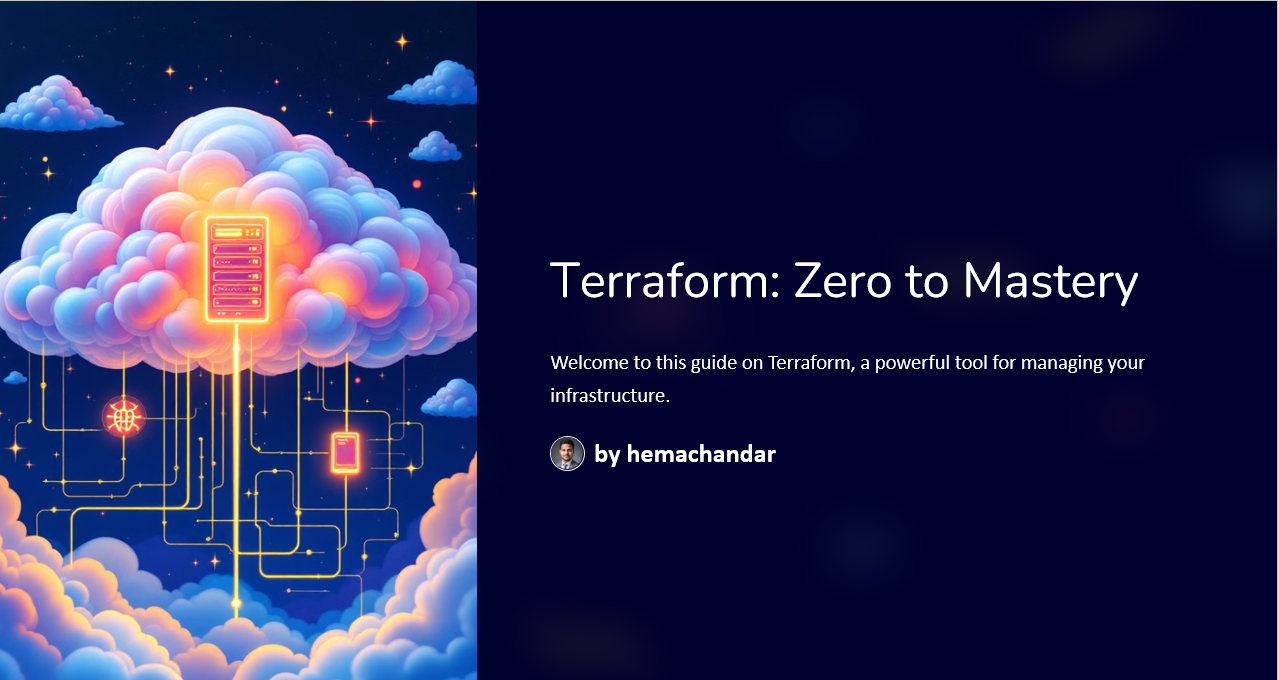 Terraform: Zero to Mastery
Welcome to this guide on Terraform, a powerful tool for managing your
infrastructure.
by hemachandar